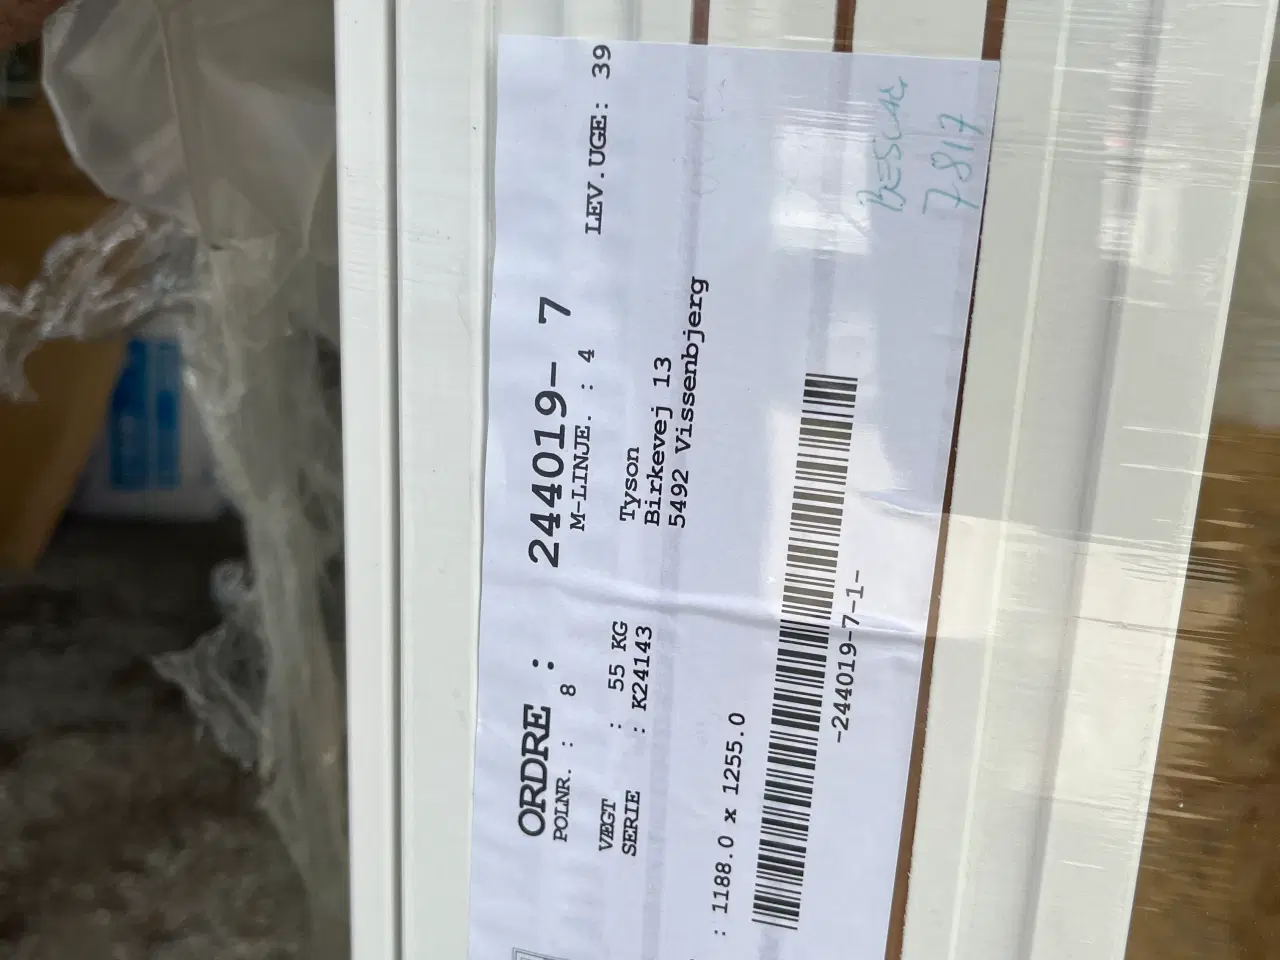 ORDRE : 244019- 7
POLNR. : 8 M-LINJE. : 4 LEV.UGE: 39
VÆGT : 55 KG Tyson
SERIE : K24143 Birkevej 13
5492 Vissenbjerg
: 1188.0 x 1255.0
-244019-7-1-
7817